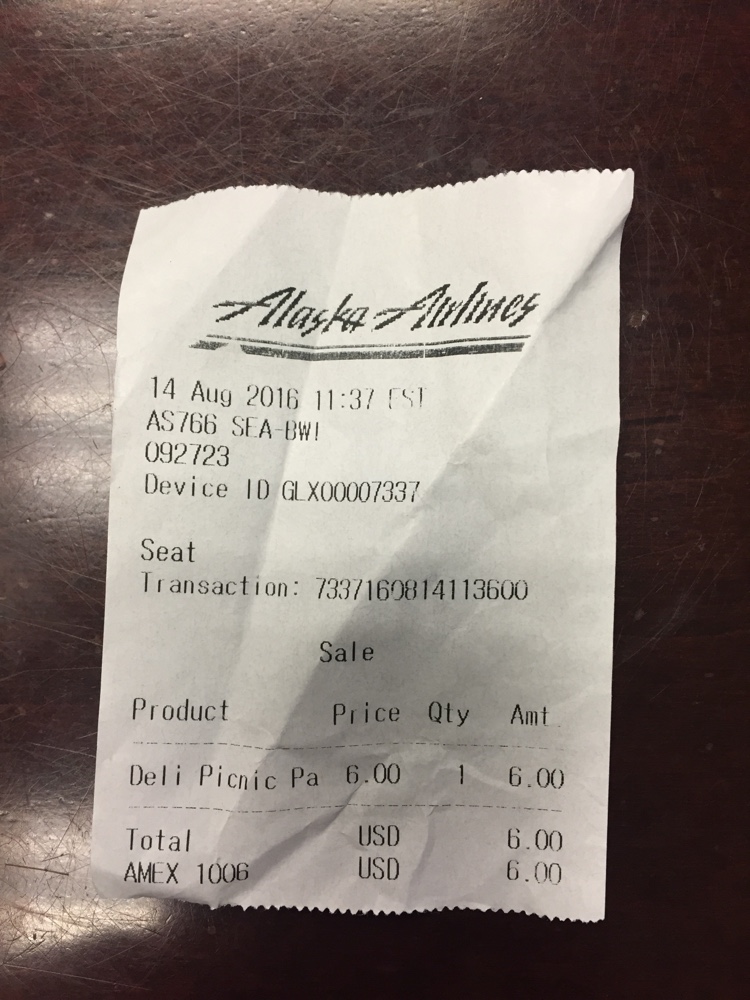 Alaska Airlines
14 Aug 2016 11:37 EST
AS766 SEA-BWI
092723
Device ID GLX00007337
Seat
Transaction: 7337160814113600
Sale
Product Price Qty Amt
Deli Picnic Pa 6.00 1 6.00
Total USD 6.00
AMEX 1006 USD 6.00